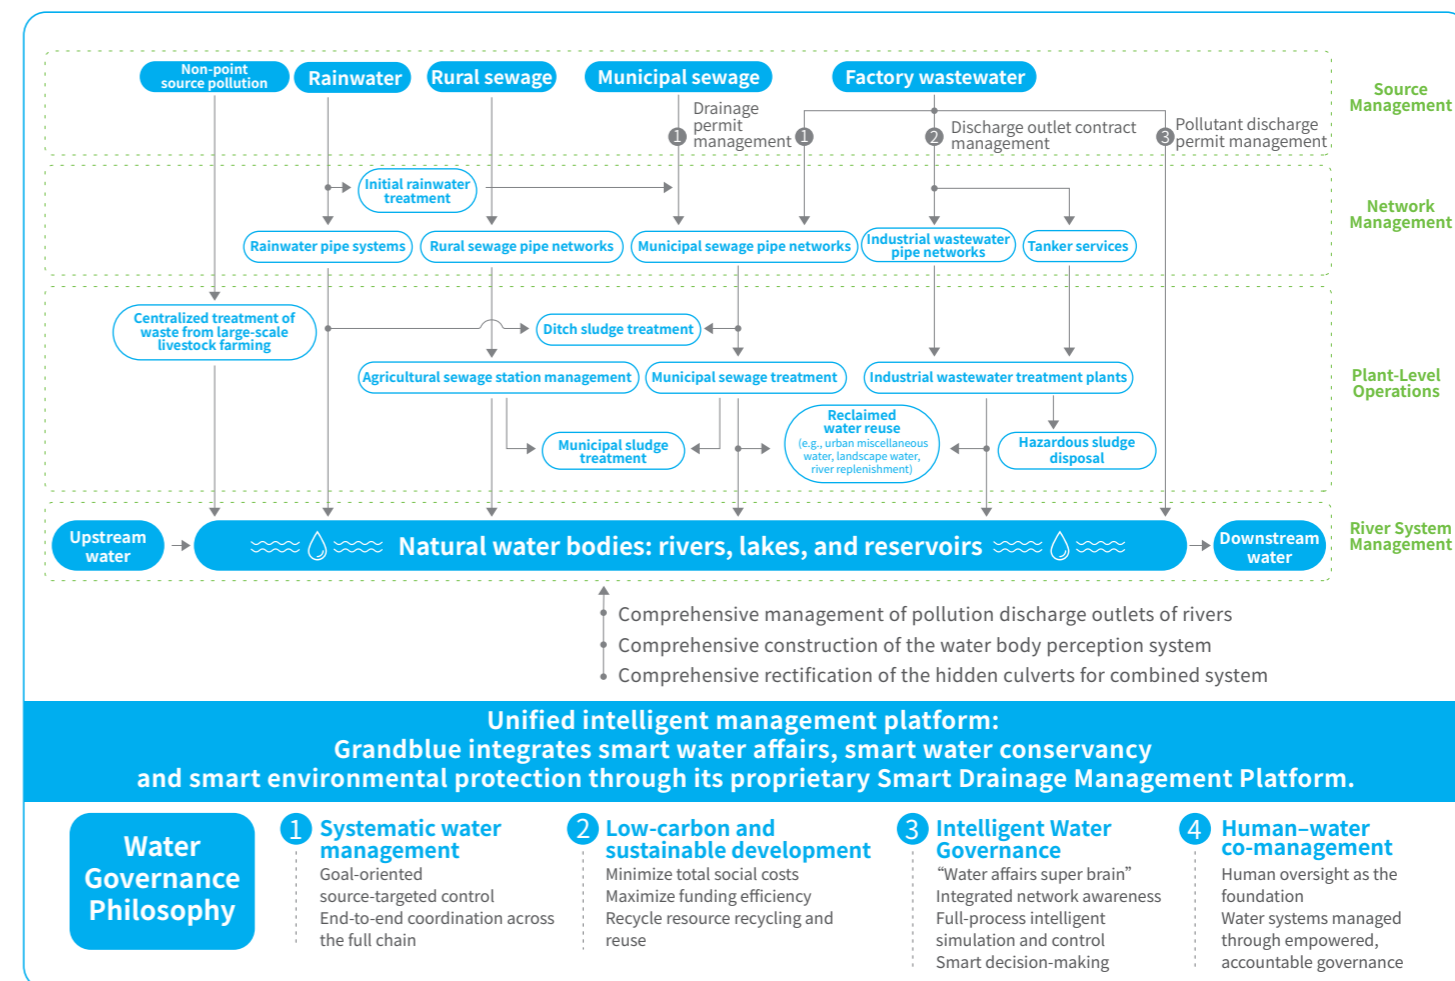 Non-point
source pollution
Rainwater
Rural sewage
Municipal sewage
Factory wastewater
Source
Management
Drainage
permit
management
1
1
2
Discharge outlet contract
management
3
Pollutant discharge
permit management
Initial rainwater
treatment
Network
Management
Rainwater pipe systems
Rural sewage pipe networks
Municipal sewage pipe networks
Industrial wastewater
pipe networks
Tanker services
Centralized treatment of
waste from large-scale
livestock farming
Ditch sludge treatment
Agricultural sewage station management
Municipal sewage treatment
Industrial wastewater treatment plants
Plant-Level
Operations
Municipal sludge
treatment
Reclaimed
water reuse
(e.g., urban miscellaneous
water, landscape water,
river replenishment)
Hazardous sludge
disposal
Upstream
water
Natural water bodies: rivers, lakes, and reservoirs
Downstream
water
River System
Management
Comprehensive management of pollution discharge outlets of rivers
Comprehensive construction of the water body perception system
Comprehensive rectification of the hidden culverts for combined system
Unified intelligent management platform:
Grandblue integrates smart water affairs, smart water conservancy
and smart environmental protection through its proprietary Smart Drainage Management Platform.
Water
Governance
Philosophy
1 Systematic water
management
Goal-oriented
source-targeted control
End-to-end coordination across
the full chain
2 Low-carbon and
sustainable development
Minimize total social costs
Maximize funding efficiency
Recycle resource recycling and
reuse
3 Intelligent Water
Governance
“Water affairs super brain”
Integrated network awareness
Full-process intelligent
simulation and control
Smart decision-making
4 Human–water
co-management
Human oversight as the
foundation
Water systems managed
through empowered,
accountable governance